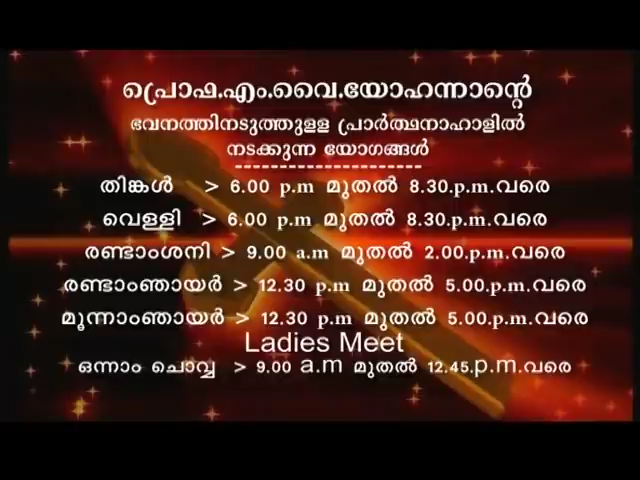 പ്രൊഫ.എം.വൈ.യോഹന്നാന്റെ
ഭവനത്തിനടുത്തുളള പ്രാർത്ഥനാഹാളിൽ
നടക്കുന്ന യോഗങ്ങൾ
---------------------
തിങ്കൾ > 6.00 p.m മുതൽ 8.30.p.m.വരെ
വെള്ളി > 6.00 p.m മുതൽ 8.30.p.m.വരെ
രണ്ടാംശനി > 9.00 a.m മുതൽ 2.00.p.m.വരെ
രണ്ടാംഞായർ > 12.30 p.m മുതൽ 5.00.p.m.വരെ
മൂന്നാംഞായർ > 12.30 p.m മുതൽ 5.00.p.m.വരെ
Ladies Meet
ഒന്നാം ചൊവ്വ > 9.00 a.m മുതൽ 12.45.p.m.വരെ